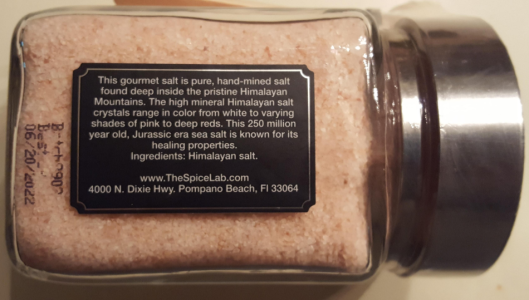 This gourmet salt is pure, hand-mined salt
found deep inside the pristine Himalayan
Mountains. The high mineral Himalayan salt
crystals range in color from white to varying
shades of pink to deep reds. This 250 million
year old, Jurassic era sea salt is known for its
healing properties.
Ingredients: Himalayan salt.
www.TheSpiceLab.com
4000 N. Dixie Hwy. Pompano Beach, Fl 33064
06/20/2022